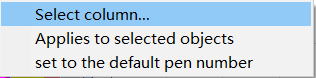 Select column...
Applies to selected objects
set to the default pen number